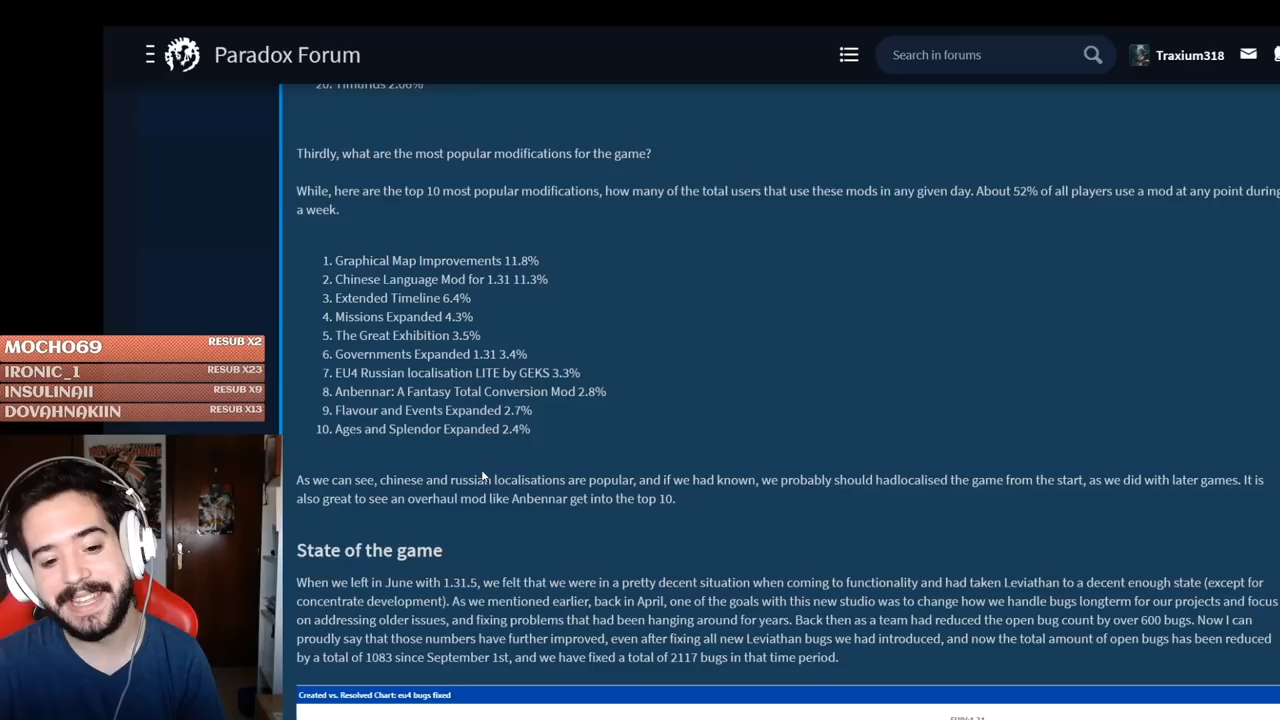 Paradox Forum
Search in forums
Traxium318
20. Timurids 2.06%
Thirdly, what are the most popular modifications for the game?
While, here are the top 10 most popular modifications, how many of the total users that use these mods in any given day. About 52% of all players use a mod at any point during
a week.
1. Graphical Map Improvements 11.8%
2. Chinese Language Mod for 1.31 11.3%
3. Extended Timeline 6.4%
4. Missions Expanded 4.3%
5. The Great Exhibition 3.5%
6. Governments Expanded 1.31 3.4%
7. EU4 Russian localisation LITE by GEKS 3.3%
8. Anbennar: A Fantasy Total Conversion Mod 2.8%
9. Flavour and Events Expanded 2.7%
10. Ages and Splendor Expanded 2.4%
MOCHO69 RESUB X2
IRONIC_1 RESUB X23
INSULINAII RESUB X9
DOVAHNAKIIN RESUB X13
As we can see, chinese and russian localisations are popular, and if we had known, we probably should hadlocalised the game from the start, as we did with later games. It is
also great to see an overhaul mod like Anbennar get into the top 10.
State of the game
When we left in June with 1.31.5, we felt that we were in a pretty decent situation when coming to functionality and had taken Leviathan to a decent enough state (except for
concentrate development). As we mentioned earlier, back in April, one of the goals with this new studio was to change how we handle bugs longterm for our projects and focus
on addressing older issues, and fixing problems that had been hanging around for years. Back then as a team had reduced the open bug count by over 600 bugs. Now I can
proudly say that those numbers have further improved, even after fixing all new Leviathan bugs we had introduced, and now the total amount of open bugs has been reduced
by a total of 1083 since September 1st, and we have fixed a total of 2117 bugs in that time period.
Created vs. Resolved Chart: eu4 bugs fixed